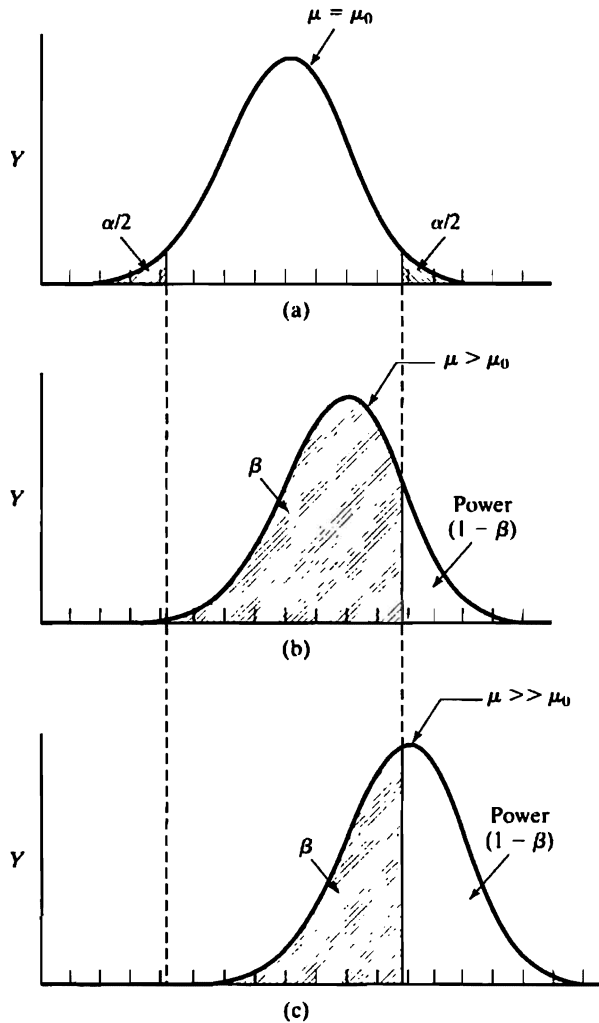 μ = μ₀
Y
α/2
α/2
(a)
μ > μ₀
Y
β
Power
(1 − β)
(b)
μ >> μ₀
Y
β
Power
(1 − β)
(c)